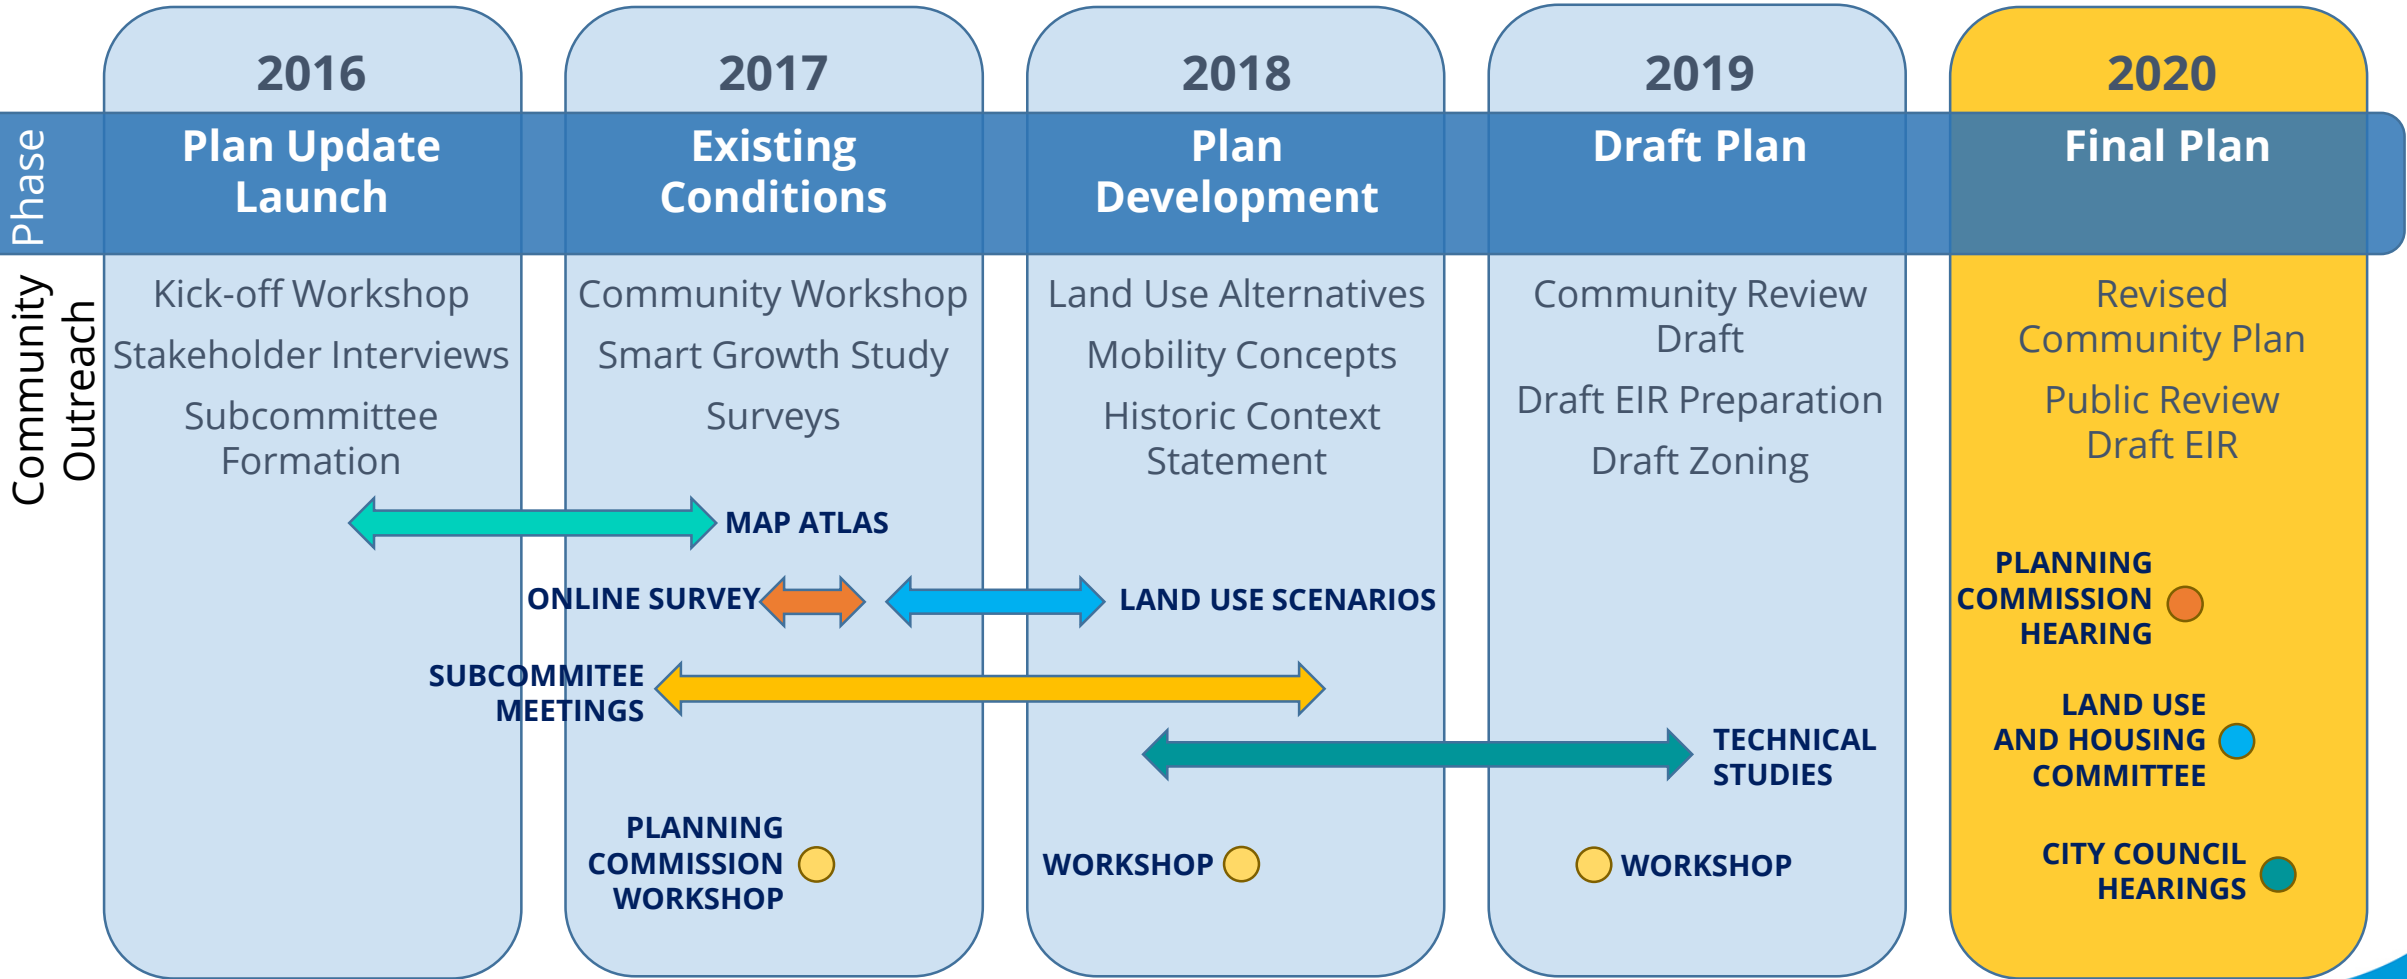 2016
2017
2018
2019
2020
Phase
Plan Update
Launch
Existing
Conditions
Plan
Development
Draft Plan
Final Plan
Community
Outreach
Kick-off Workshop
Stakeholder Interviews
Subcommittee
Formation
Community Workshop
Smart Growth Study
Surveys
Land Use Alternatives
Mobility Concepts
Historic Context
Statement
Community Review
Draft
Draft EIR Preparation
Draft Zoning
Revised
Community Plan
Public Review
Draft EIR
MAP ATLAS
ONLINE SURVEY
LAND USE SCENARIOS
SUBCOMMITEE
MEETINGS
TECHNICAL
STUDIES
PLANNING
COMMISSION
WORKSHOP
WORKSHOP
WORKSHOP
PLANNING
COMMISSION
HEARING
LAND USE
AND HOUSING
COMMITTEE
CITY COUNCIL
HEARINGS